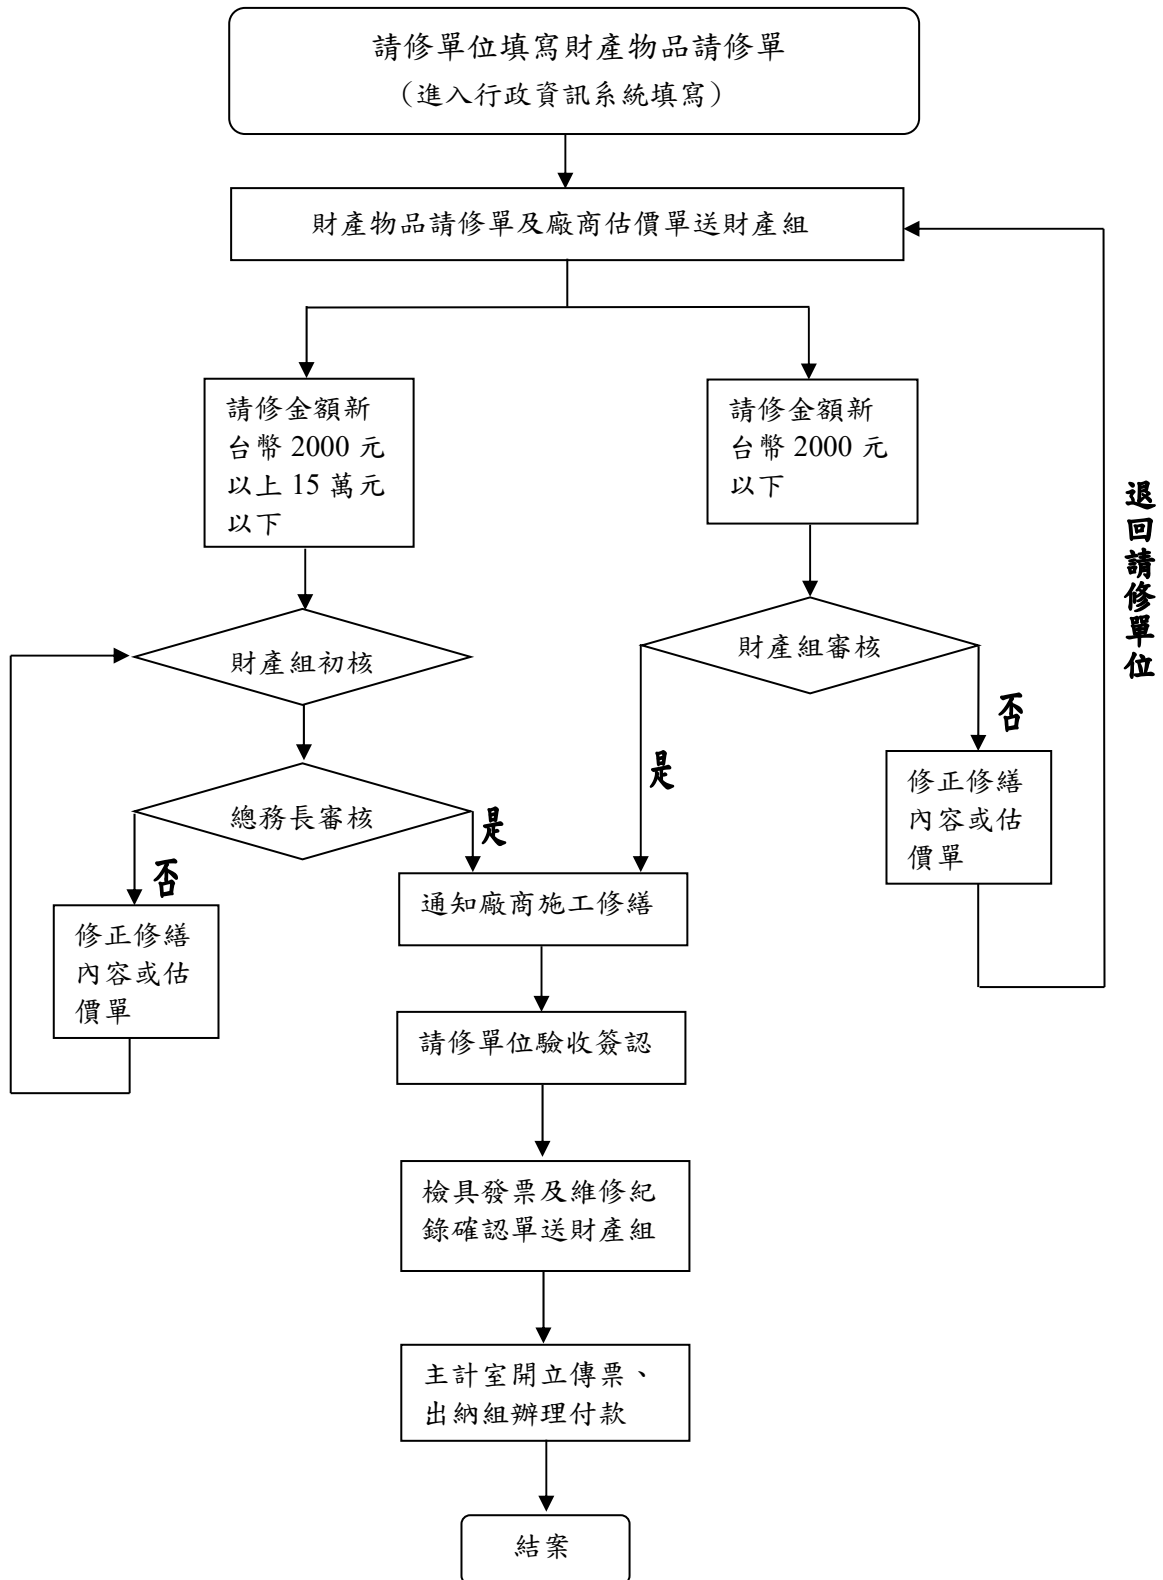 請修單位填寫財產物品請修單
（進入行政資訊系統填寫）
財產物品請修單及廠商估價單送財產組
請修金額新
台幣 2000 元
以上 15 萬元
以下
請修金額新
台幣 2000 元
以下
退回請修單位
財產組初核
財產組審核
否
是
修正修繕
內容或估
價單
總務長審核
是
否
通知廠商施工修繕
修正修繕
內容或估
價單
請修單位驗收簽認
檢具發票及維修紀
錄確認單送財產組
主計室開立傳票、
出納組辦理付款
結案